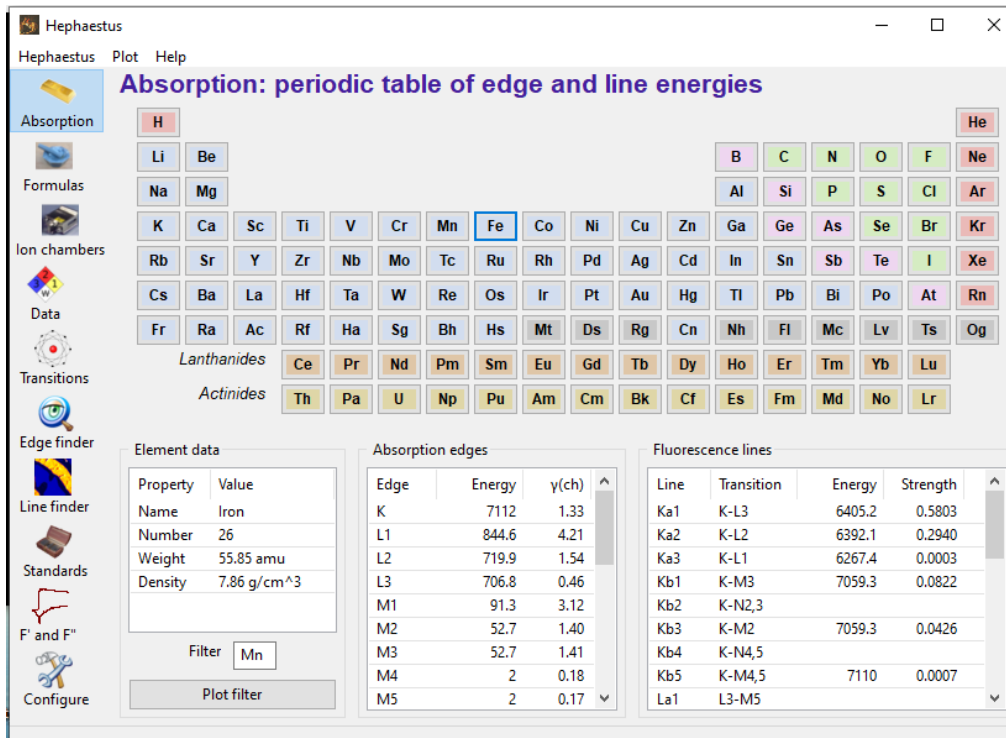 Hephaestus
Hephaestus Plot Help
Absorption: periodic table of edge and line energies
Absorption
Formulas
Ion chambers
Data
Transitions
Edge finder
Line finder
Standards
F' and F"
Configure
H He
Li Be B C N O F Ne
Na Mg Al Si P S Cl Ar
K Ca Sc Ti V Cr Mn Fe Co Ni Cu Zn Ga Ge As Se Br Kr
Rb Sr Y Zr Nb Mo Tc Ru Rh Pd Ag Cd In Sn Sb Te I Xe
Cs Ba La Hf Ta W Re Os Ir Pt Au Hg Tl Pb Bi Po At Rn
Fr Ra Ac Rf Ha Sg Bh Hs Mt Ds Rg Cn Nh Fl Mc Lv Ts Og
Lanthanides Ce Pr Nd Pm Sm Eu Gd Tb Dy Ho Er Tm Yb Lu
Actinides Th Pa U Np Pu Am Cm Bk Cf Es Fm Md No Lr
Element data
Property Value
Name Iron
Number 26
Weight 55.85 amu
Density 7.86 g/cm^3
Filter Mn
Plot filter
Absorption edges
Edge Energy γ(ch)
K 7112 1.33
L1 844.6 4.21
L2 719.9 1.54
L3 706.8 0.46
M1 91.3 3.12
M2 52.7 1.40
M3 52.7 1.41
M4 2 0.18
M5 2 0.17
Fluorescence lines
Line Transition Energy Strength
Ka1 K-L3 6405.2 0.5803
Ka2 K-L2 6392.1 0.2940
Ka3 K-L1 6267.4 0.0003
Kb1 K-M3 7059.3 0.0822
Kb2 K-N2,3
Kb3 K-M2 7059.3 0.0426
Kb4 K-N4,5
Kb5 K-M4,5 7110 0.0007
La1 L3-M5